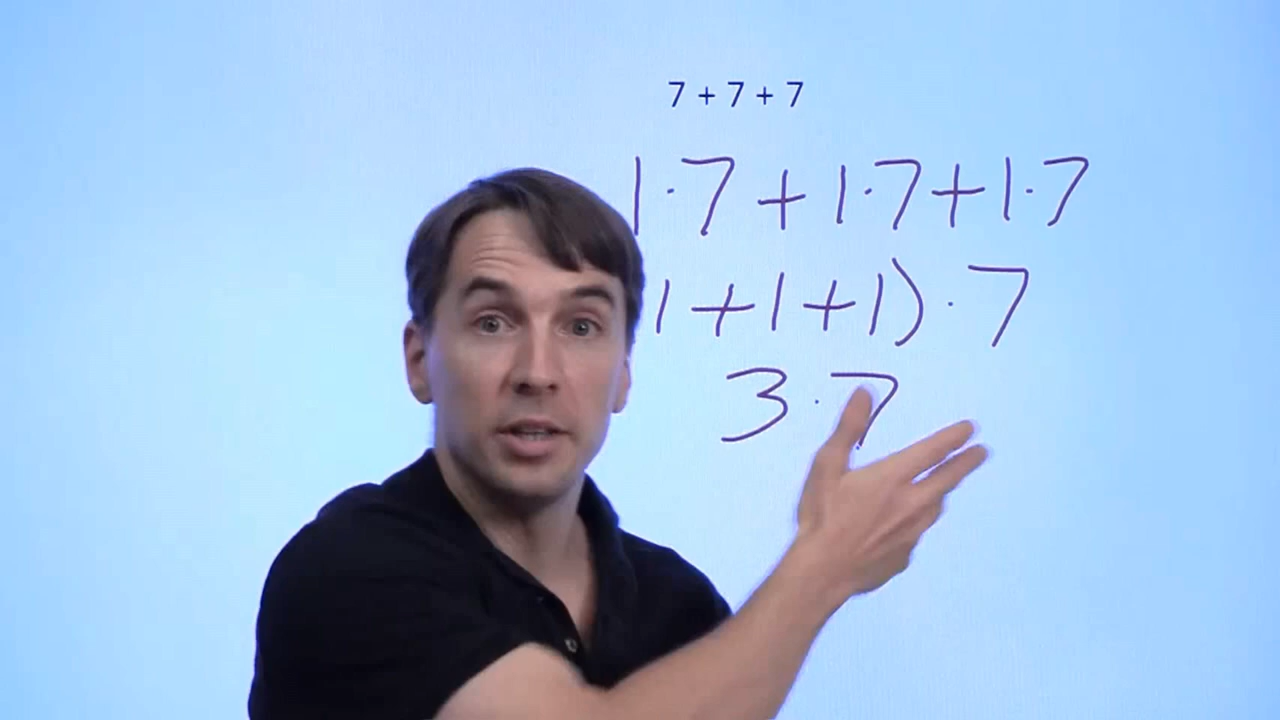 7 + 7 + 7
1·7 + 1·7 + 1·7
1 + 1 + 1) · 7
3 · 7